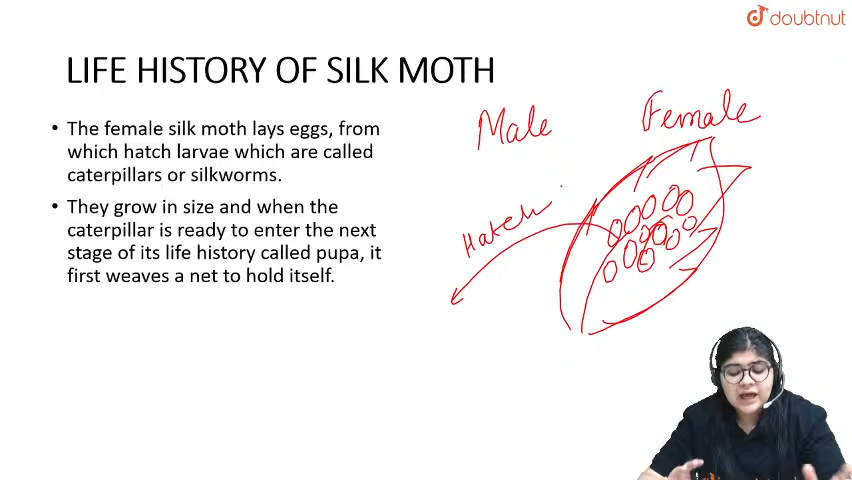 doubtnut
LIFE HISTORY OF SILK MOTH
• The female silk moth lays eggs, from
which hatch larvae which are called
caterpillars or silkworms.
• They grow in size and when the
caterpillar is ready to enter the next
stage of its life history called pupa, it
first weaves a net to hold itself.
Male
Female
Hatch